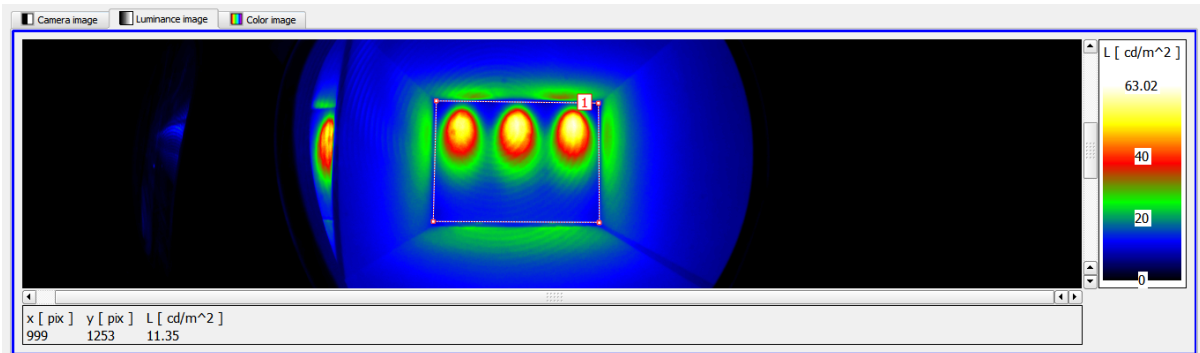 Camera image Luminance image Color image
L [ cd/m^2 ]
63.02
1
40
20
0
x [ pix ] y [ pix ] L [ cd/m^2 ]
999 1253 11.35